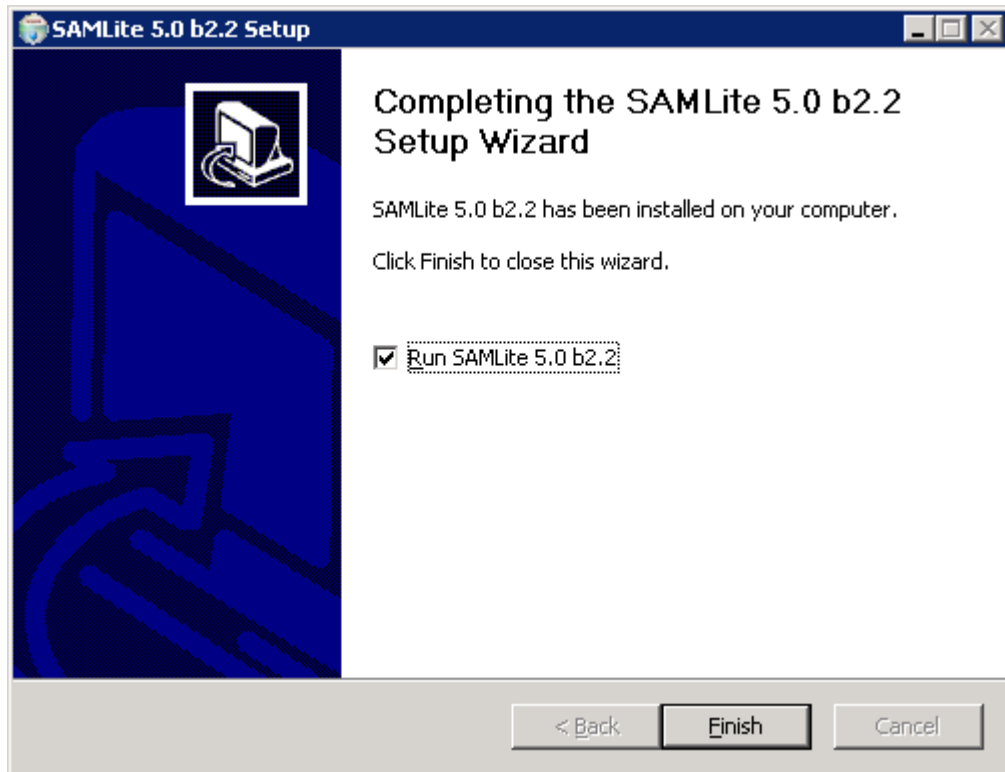 SAMLite 5.0 b2.2 Setup
Completing the SAMLite 5.0 b2.2
Setup Wizard
SAMLite 5.0 b2.2 has been installed on your computer.
Click Finish to close this wizard.
Run SAMLite 5.0 b2.2
< Back
Finish
Cancel